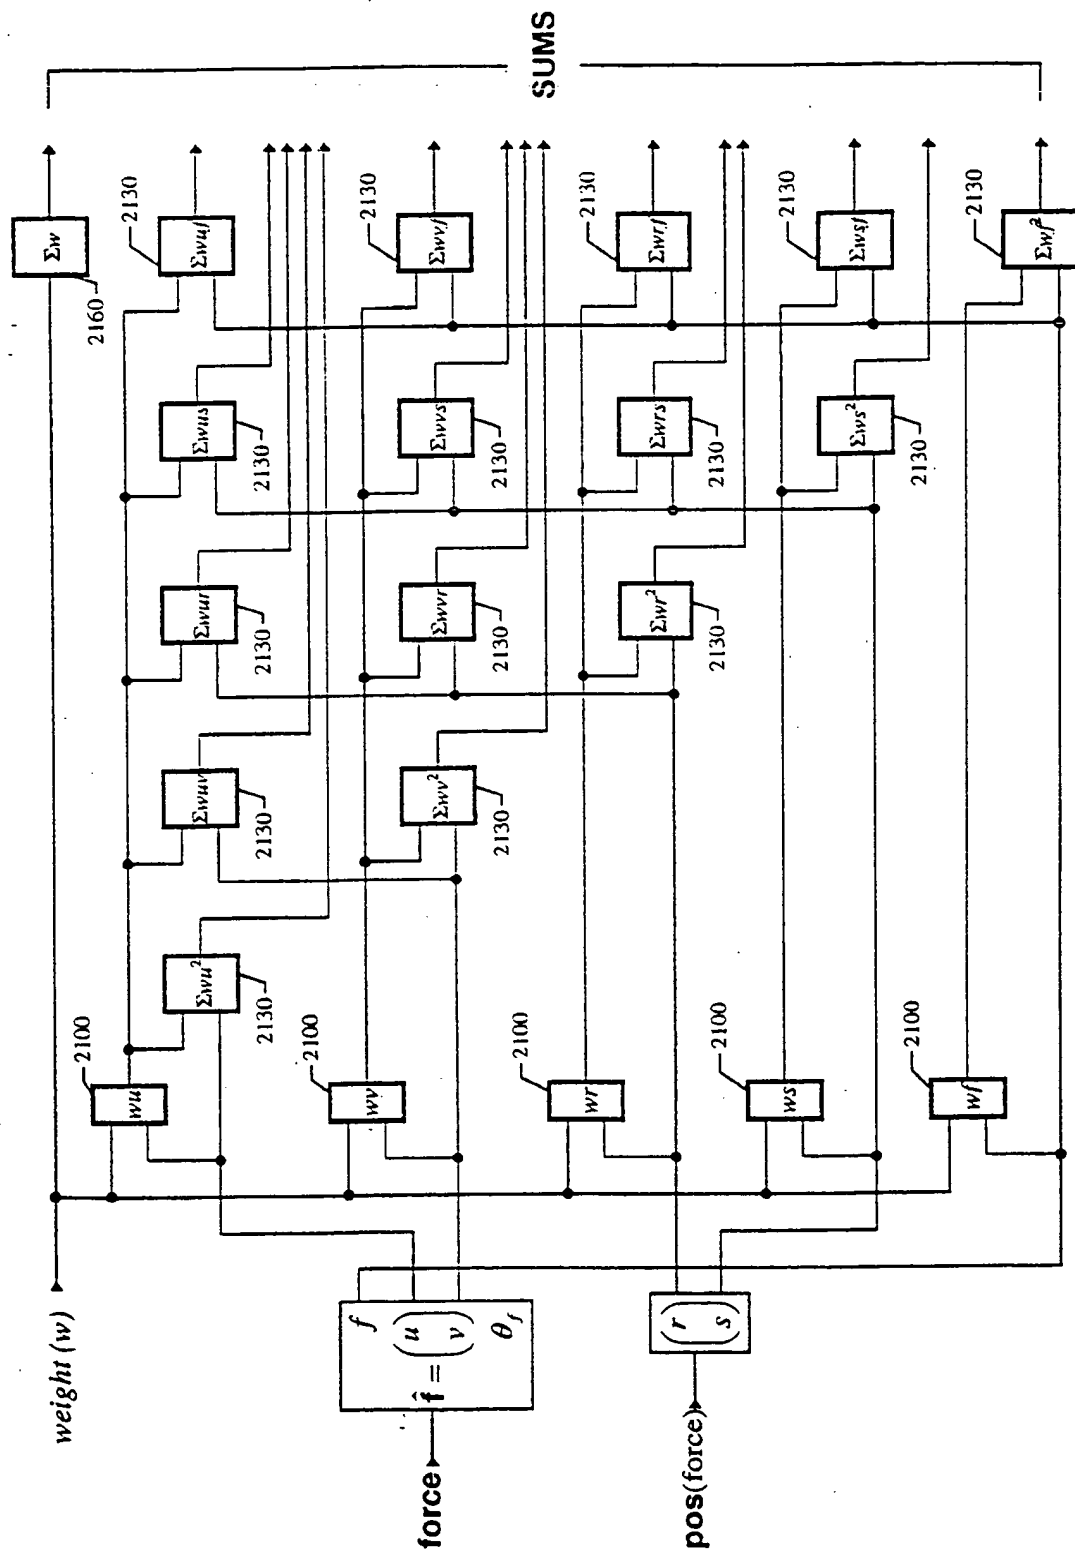 weight (w)
Σw
2160
SUMS
wu
2100
Σwu²
2130
Σwuv
2130
Σwur
2130
Σwus
2130
Σwuf
2130
force
f̂ =
f
(u
v)
θf
wv
2100
Σwv²
2130
Σwvr
2130
Σwvs
2130
Σwvf
2130
wr
2100
Σwr²
2130
Σwrs
2130
Σwrf
2130
pos(force)
(r
s)
ws
2100
Σws²
2130
Σwsf
2130
wf
2100
Σwf²
2130